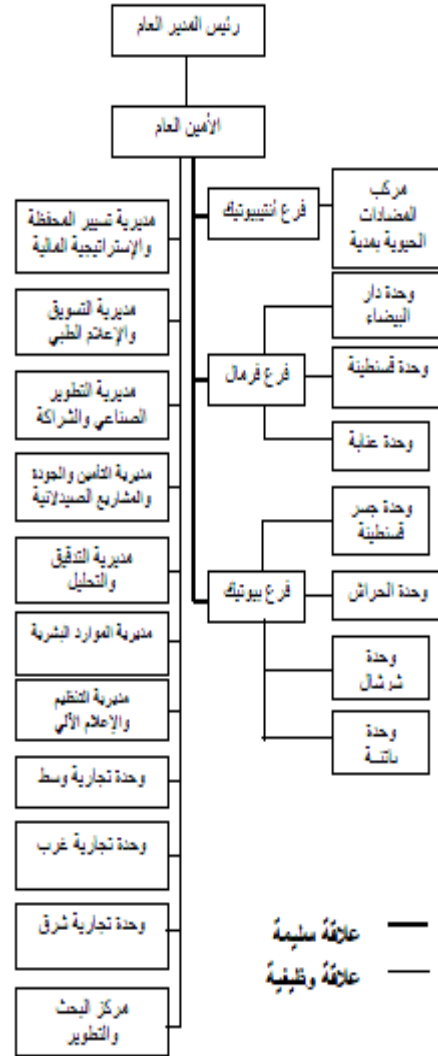 رئيس المدير العام
الأمين العام
فرع أنتيبيوتيك
مركب
المضادات
الحيوية بمدية
فرع فرمال
وحدة دار
البيضاء
وحدة قسنطينة
وحدة عنابة
فرع بيوتيك
وحدة جسر
قسنطينة
وحدة الحراش
وحدة
شرشال
وحدة
باتنة
مديرية تسيير المحفظة
والإستراتيجية المالية
مديرية التسويق
والإعلام الطبي
مديرية التطوير
الصناعي والشراكة
مديرية التأمين والجودة
والمشاريع الصيدلانية
مديرية التدقيق
والتحليل
مديرية الموارد البشرية
مديرية التنظيم
والإعلام الآلي
وحدة تجارية وسط
وحدة تجارية غرب
وحدة تجارية شرق
مركز البحث
والتطوير
علاقة سليمة
علاقة وظيفية